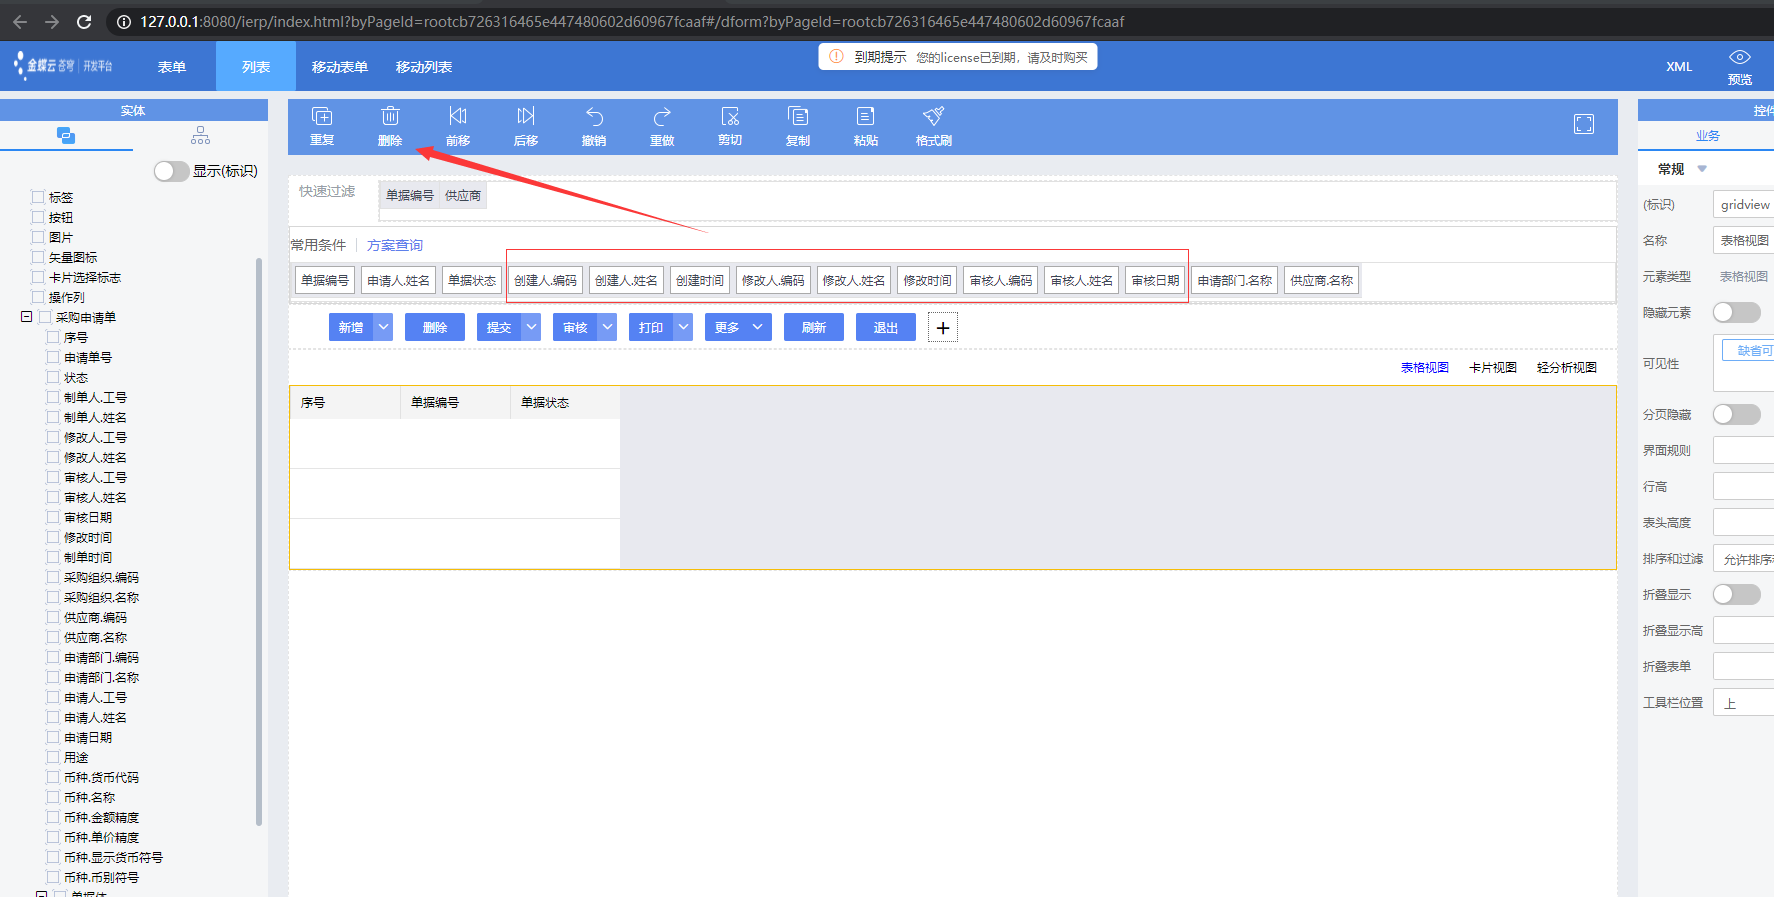 127.0.0.1:8080/ierp/index.html?byPageId=rootcb726316465e447480602d60967fcaaf#/dform?byPageId=rootcb726316465e447480602d60967fcaaf
金蝶云 苍穹 | 开发平台
表单
列表
移动表单
移动列表
到期提示 您的license已到期，请及时购买
XML
预览
实体
显示(标识)
标签
按钮
图片
矢量图标
卡片选择标志
操作列
采购申请单
序号
申请单号
状态
制单人.工号
制单人.姓名
修改人.工号
修改人.姓名
审核人.工号
审核人.姓名
审核日期
修改时间
制单时间
采购组织.编码
采购组织.名称
供应商.编码
供应商.名称
申请部门.编码
申请部门.名称
申请人.工号
申请人.姓名
申请日期
用途
币种.货币代码
币种.名称
币种.金额精度
币种.单价精度
币种.显示货币符号
币种.币别符号
单据体
重复
删除
前移
后移
撤销
重做
剪切
复制
粘贴
格式刷
快速过滤
单据编号
供应商
常用条件
方案查询
单据编号
申请人.姓名
单据状态
创建人.编码
创建人.姓名
创建时间
修改人.编码
修改人.姓名
修改时间
审核人.编码
审核人.姓名
审核日期
申请部门.名称
供应商.名称
新增
删除
提交
审核
打印
更多
刷新
退出
+
表格视图
卡片视图
轻分析视图
序号
单据编号
单据状态
控件
业务
常规
(标识)
gridview
名称
表格视图
元素类型
表格视图
隐藏元素
可见性
缺省可
分页隐藏
界面规则
行高
表头高度
排序和过滤
允许排序
折叠显示
折叠显示高
折叠表单
工具栏位置
上